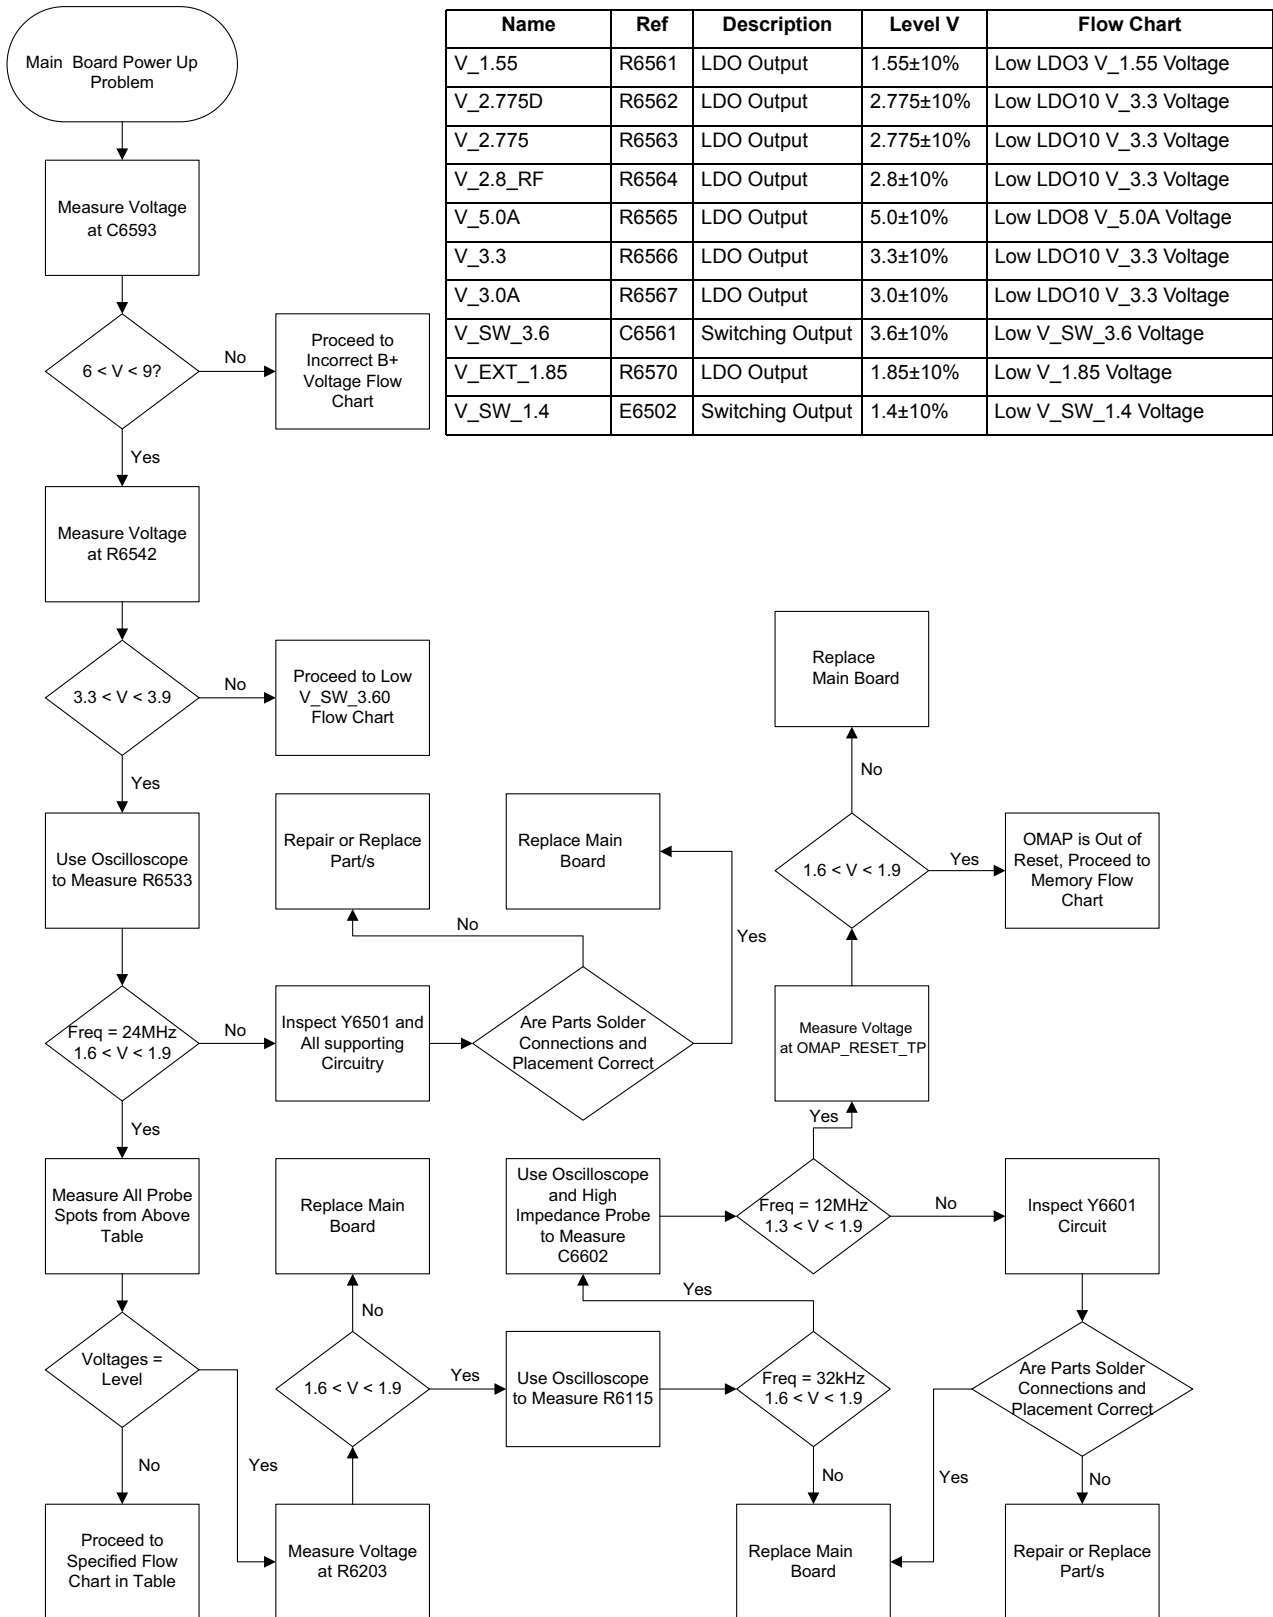 Main Board Power Up
Problem
Name Ref Description Level V Flow Chart
V_1.55 R6561 LDO Output 1.55±10% Low LDO3 V_1.55 Voltage
V_2.775D R6562 LDO Output 2.775±10% Low LDO10 V_3.3 Voltage
V_2.775 R6563 LDO Output 2.775±10% Low LDO10 V_3.3 Voltage
V_2.8_RF R6564 LDO Output 2.8±10% Low LDO10 V_3.3 Voltage
V_5.0A R6565 LDO Output 5.0±10% Low LDO8 V_5.0A Voltage
V_3.3 R6566 LDO Output 3.3±10% Low LDO10 V_3.3 Voltage
V_3.0A R6567 LDO Output 3.0±10% Low LDO10 V_3.3 Voltage
V_SW_3.6 C6561 Switching Output 3.6±10% Low V_SW_3.6 Voltage
V_EXT_1.85 R6570 LDO Output 1.85±10% Low V_1.85 Voltage
V_SW_1.4 E6502 Switching Output 1.4±10% Low V_SW_1.4 Voltage
Measure Voltage
at C6593
6 < V < 9?
No
Proceed to
Incorrect B+
Voltage Flow
Chart
Yes
Measure Voltage
at R6542
3.3 < V < 3.9
No
Proceed to Low
V_SW_3.60
Flow Chart
Yes
Use Oscilloscope
to Measure R6533
Freq = 24MHz
1.6 < V < 1.9
No
Inspect Y6501 and
All supporting
Circuitry
Are Parts Solder
Connections and
Placement Correct
No
Repair or Replace
Part/s
Yes
Replace Main
Board
Yes
Measure All Probe
Spots from Above
Table
Voltages =
Level
No
Proceed to
Specified Flow
Chart in Table
Yes
Measure Voltage
at R6203
1.6 < V < 1.9
No
Replace Main
Board
Yes
Use Oscilloscope
to Measure R6115
Freq = 32kHz
1.6 < V < 1.9
No
Replace Main
Board
Yes
Use Oscilloscope
and High
Impedance Probe
to Measure
C6602
Freq = 12MHz
1.3 < V < 1.9
Yes
Measure Voltage
at OMAP_RESET_TP
1.6 < V < 1.9
No
Replace
Main Board
Yes
OMAP is Out of
Reset, Proceed to
Memory Flow
Chart
No
Inspect Y6601
Circuit
Are Parts Solder
Connections and
Placement Correct
Yes
No
Repair or Replace
Part/s